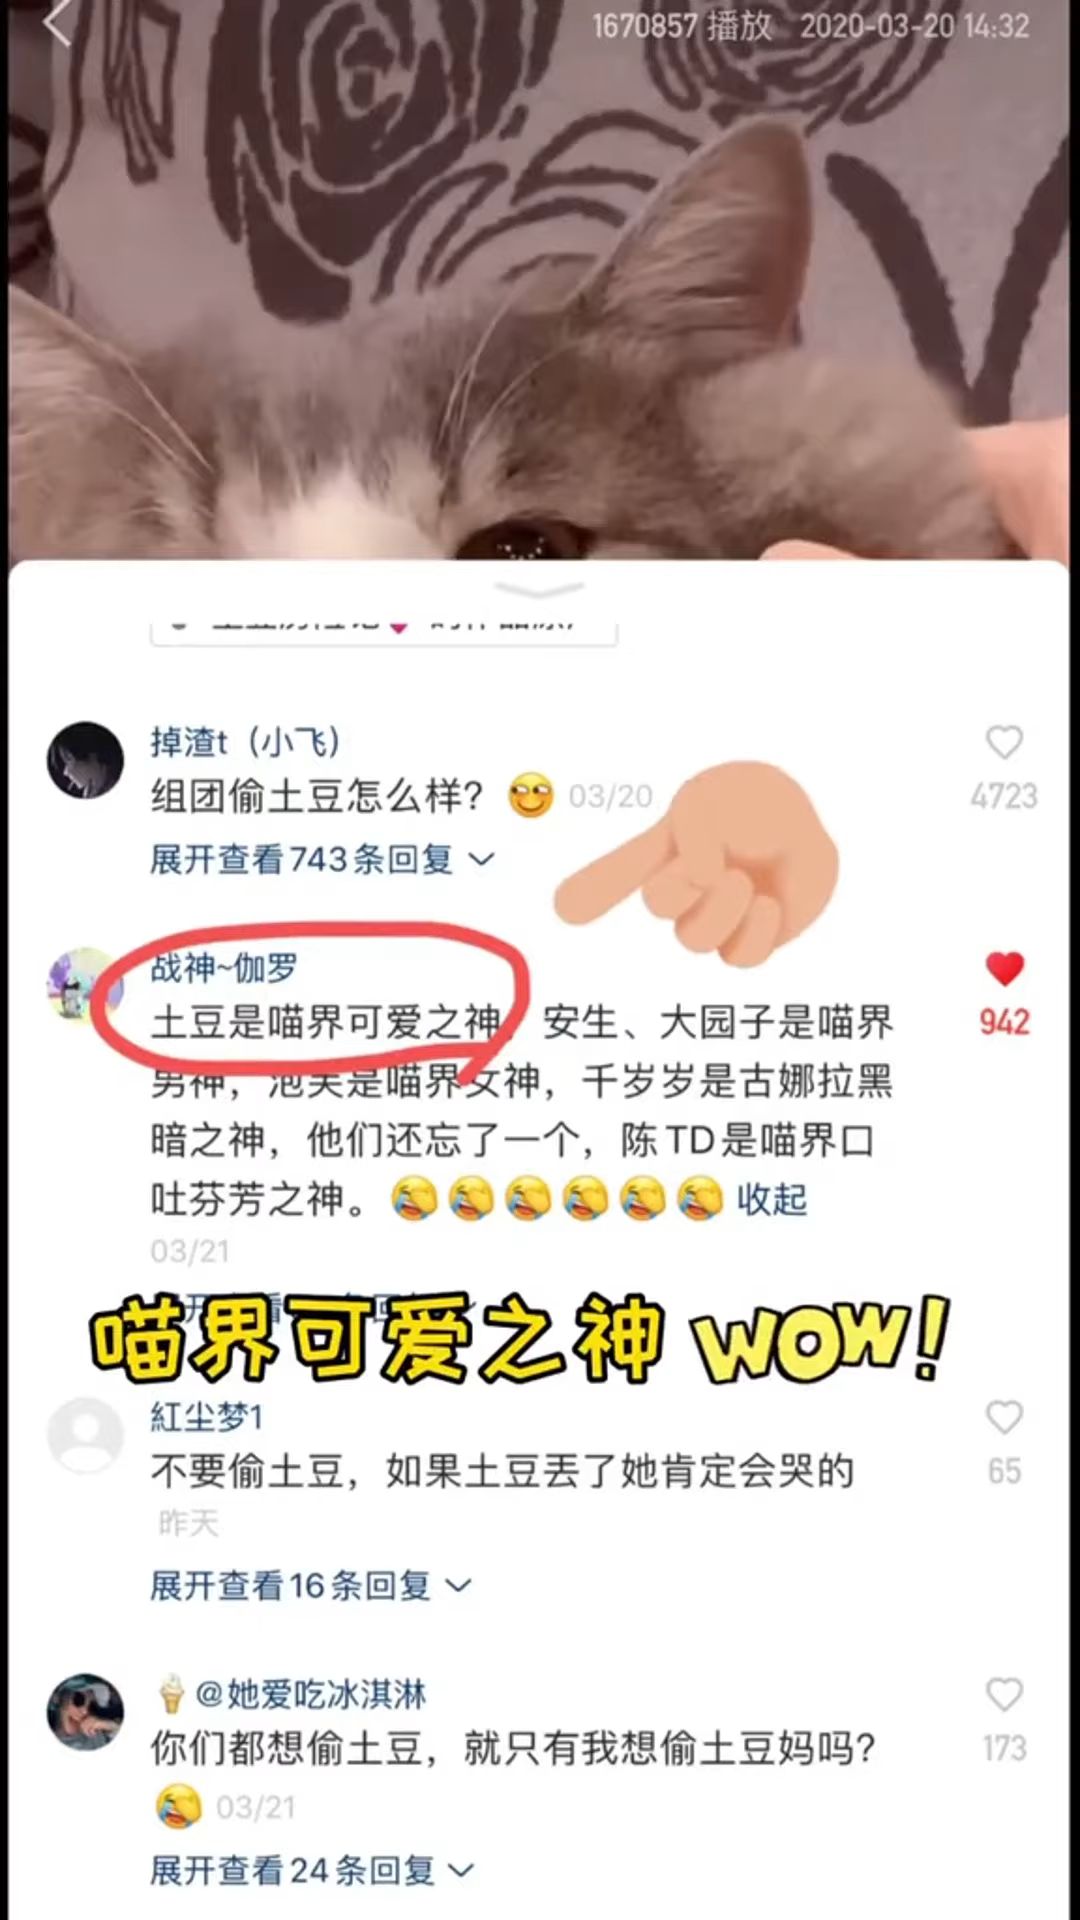 1670857 播放 2020-03-20 14:32
掉渣t（小飞）
组团偷土豆怎么样？ 03/20
4723
展开查看743条回复
战神~伽罗
土豆是喵界可爱之神，安生、大园子是喵界
942
男神，泡芙是喵界女神，千岁岁是古娜拉黑
暗之神，他们还忘了一个，陈TD是喵界口
吐芬芳之神。 收起
03/21
喵界可爱之神 WOW!
紅尘梦1
不要偷土豆，如果土豆丢了她肯定会哭的
65
昨天
展开查看16条回复
@她爱吃冰淇淋
你们都想偷土豆，就只有我想偷土豆妈吗？
173
03/21
展开查看24条回复